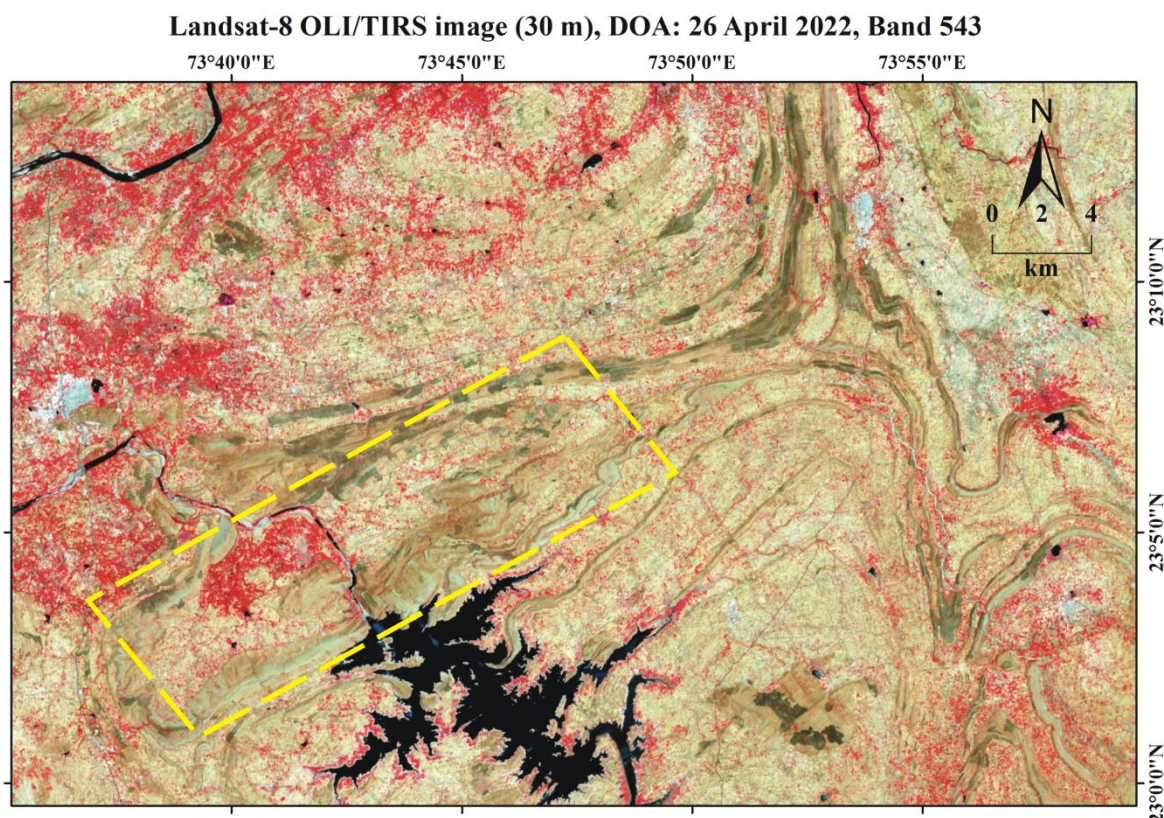 Landsat-8 OLI/TIRS image (30 m), DOA: 26 April 2022, Band 543
73°40'0"E 73°45'0"E 73°50'0"E 73°55'0"E
N
0 2 4
km
23°10'0"N
23°5'0"N
23°0'0"N